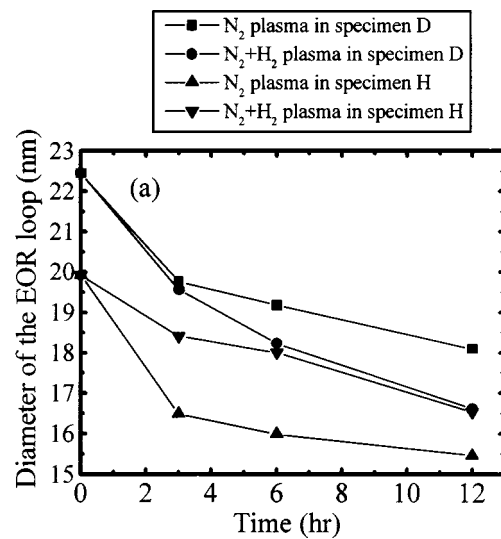 N₂ plasma in specimen D
N₂+H₂ plasma in specimen D
N₂ plasma in specimen H
N₂+H₂ plasma in specimen H
(a)
Diameter of the EOR loop (nm)
23
22
21
20
19
18
17
16
15
0 2 4 6 8 10 12
Time (hr)